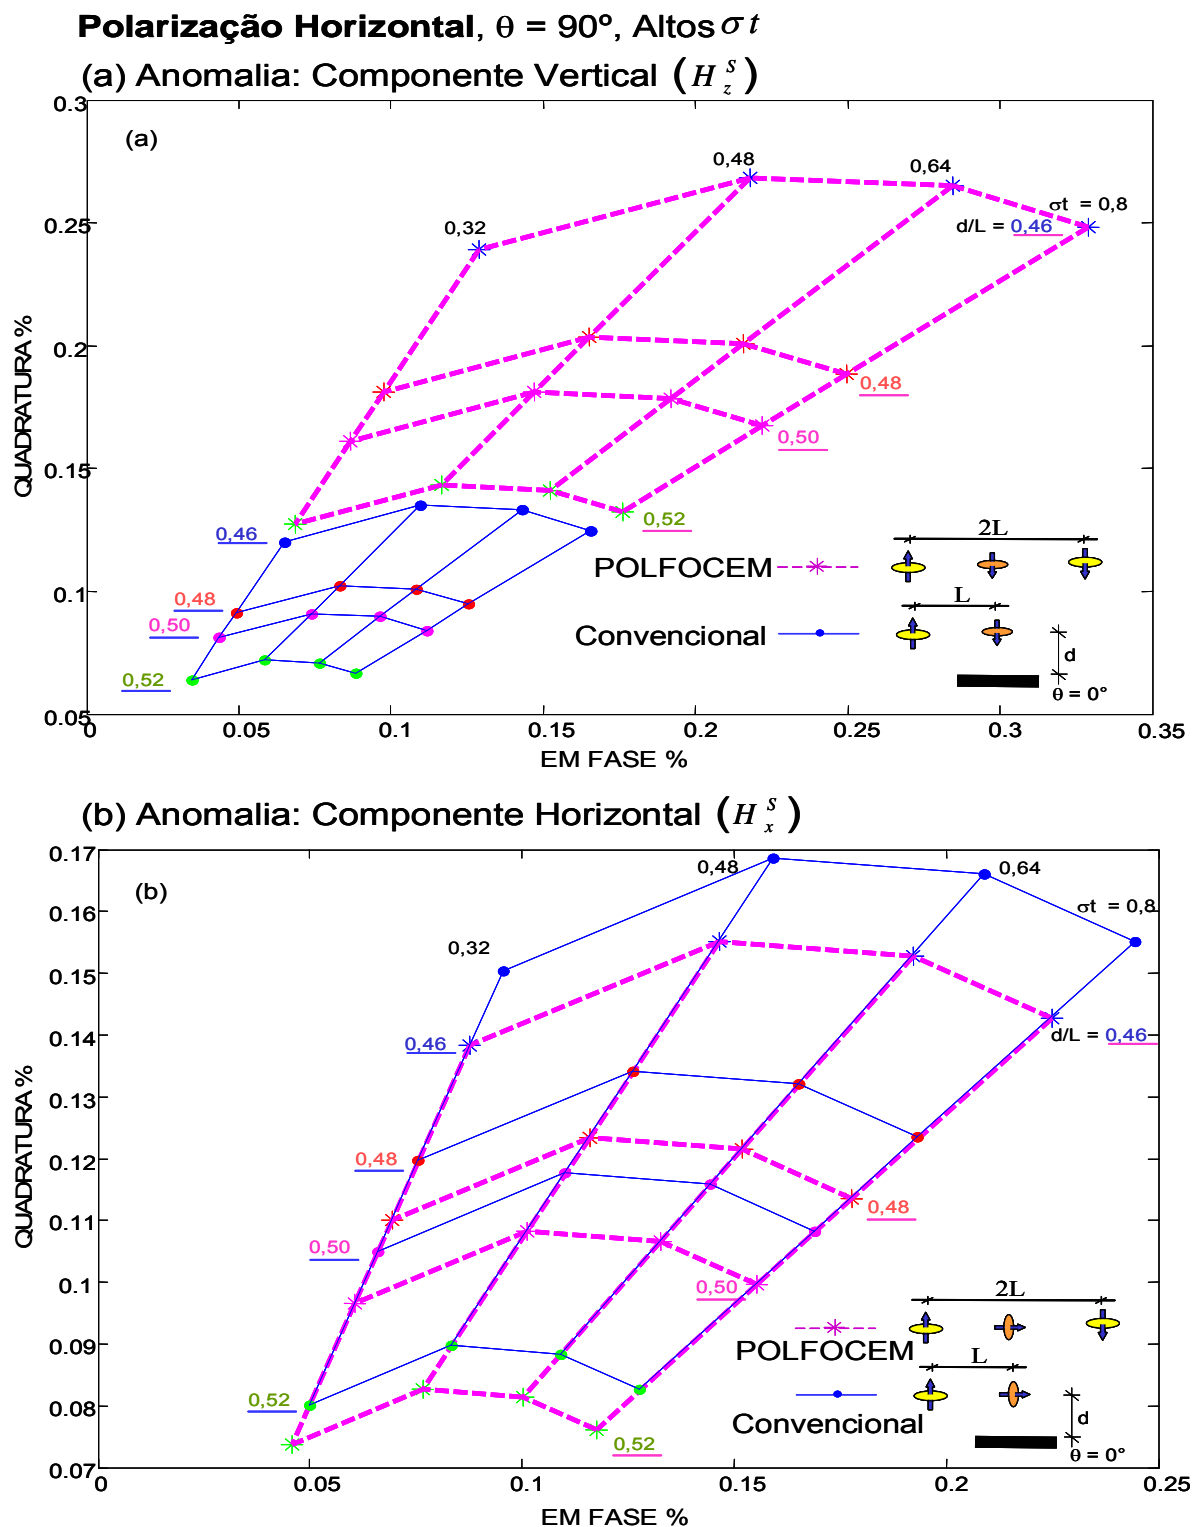 Polarização Horizontal, θ = 90º, Altos σ t
(a) Anomalia: Componente Vertical (H z s)
0.3
(a)
0,48
0,64
σt = 0,8
d/L = 0,46
0,32
0.25
QUADRATURA %
0.2
0,48
0,50
0.15
0,52
0,46
2L
POLFOCEM
0.1
0,48
0,50
L
Convencional
d
0,52
θ = 0°
0.05
0 0.05 0.1 0.15 0.2 0.25 0.3 0.35
EM FASE %
(b) Anomalia: Componente Horizontal (H x s)
0.17
(b)
0,48
0,64
σt = 0,8
0.16
0,32
0.15
0,46
d/L = 0,46
0.14
QUADRATURA %
0.13
0,48
0.12
0,48
0.11
0,50
0,50
0.1
2L
0.09
POLFOCEM
L
0,52
0.08
Convencional
d
0,52
θ = 0°
0.07
0 0.05 0.1 0.15 0.2 0.25
EM FASE %